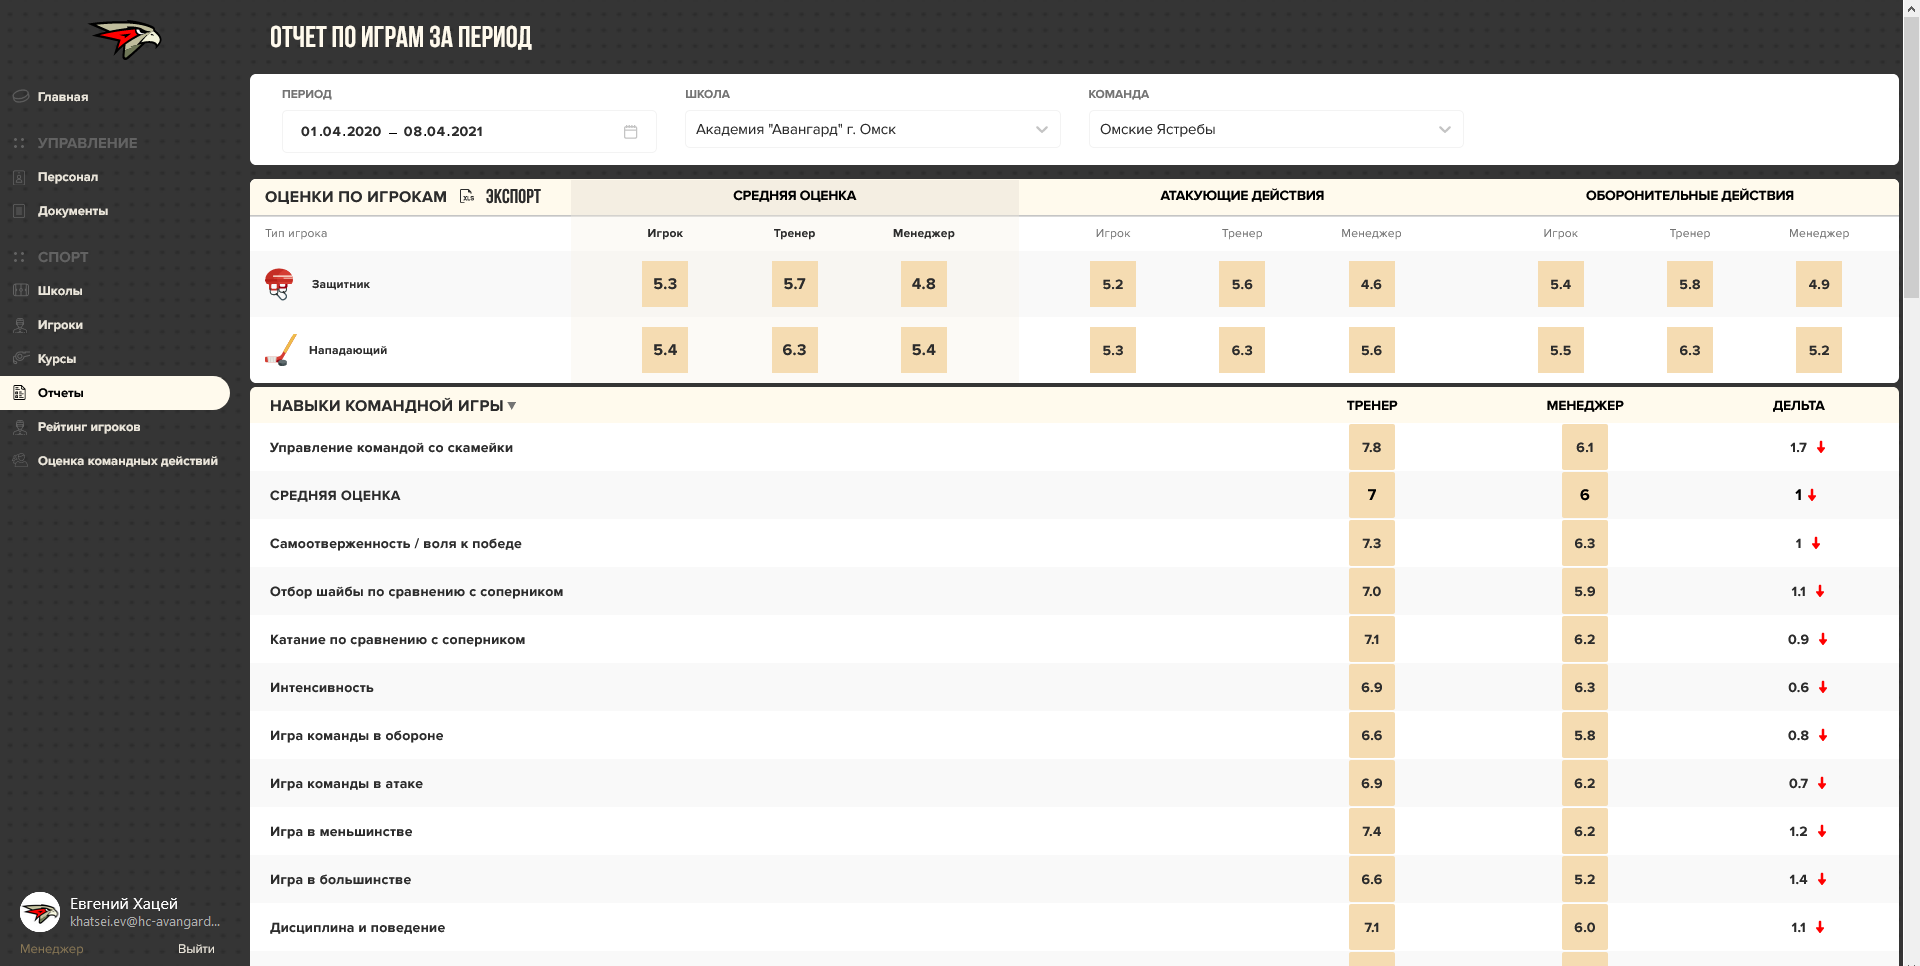 ОТЧЕТ ПО ИГРАМ ЗА ПЕРИОД
Главная
УПРАВЛЕНИЕ
Персонал
Документы
СПОРТ
Школы
Игроки
Курсы
Отчеты
Рейтинг игроков
Оценка командных действий
Евгений Хацей
khatsei.ev@hc-avangard...
Менеджер Выйти
ПЕРИОД ШКОЛА КОМАНДА
01.04.2020 – 08.04.2021 Академия "Авангард" г. Омск Омские Ястребы
ОЦЕНКИ ПО ИГРОКАМ XLS ЭКСПОРТ СРЕДНЯЯ ОЦЕНКА АТАКУЮЩИЕ ДЕЙСТВИЯ ОБОРОНИТЕЛЬНЫЕ ДЕЙСТВИЯ
Тип игрока Игрок Тренер Менеджер Игрок Тренер Менеджер Игрок Тренер Менеджер
Защитник 5.3 5.7 4.8 5.2 5.6 4.6 5.4 5.8 4.9
Нападающий 5.4 6.3 5.4 5.3 6.3 5.6 5.5 6.3 5.2
НАВЫКИ КОМАНДНОЙ ИГРЫ ▼ ТРЕНЕР МЕНЕДЖЕР ДЕЛЬТА
Управление командой со скамейки 7.8 6.1 1.7
СРЕДНЯЯ ОЦЕНКА 7 6 1
Самоотверженность / воля к победе 7.3 6.3 1
Отбор шайбы по сравнению с соперником 7.0 5.9 1.1
Катание по сравнению с соперником 7.1 6.2 0.9
Интенсивность 6.9 6.3 0.6
Игра команды в обороне 6.6 5.8 0.8
Игра команды в атаке 6.9 6.2 0.7
Игра в меньшинстве 7.4 6.2 1.2
Игра в большинстве 6.6 5.2 1.4
Дисциплина и поведение 7.1 6.0 1.1